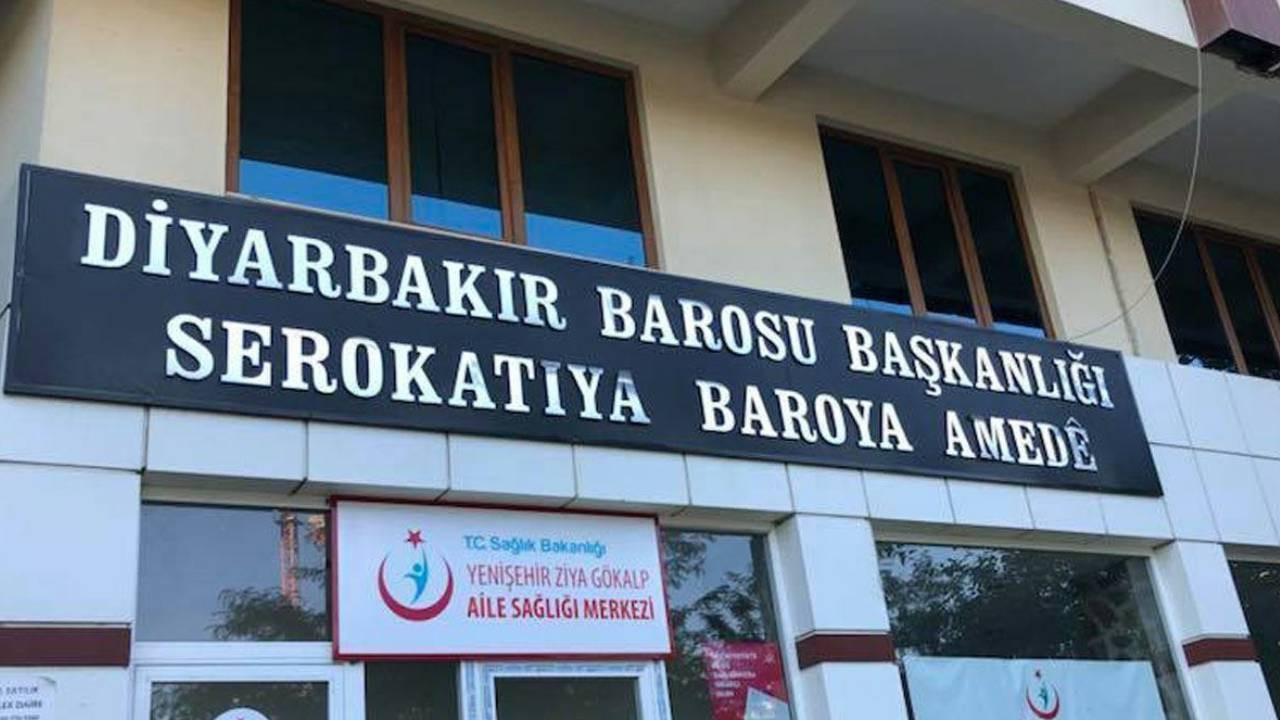 DİYARBAKIR BAROSU BAŞKANLIĞI
SEROKATIYA BAROYA AMEDÊ
T.C. Sağlık Bakanlığı
YENİŞEHİR ZİYA GÖKALP
AİLE SAĞLIĞI MERKEZİ